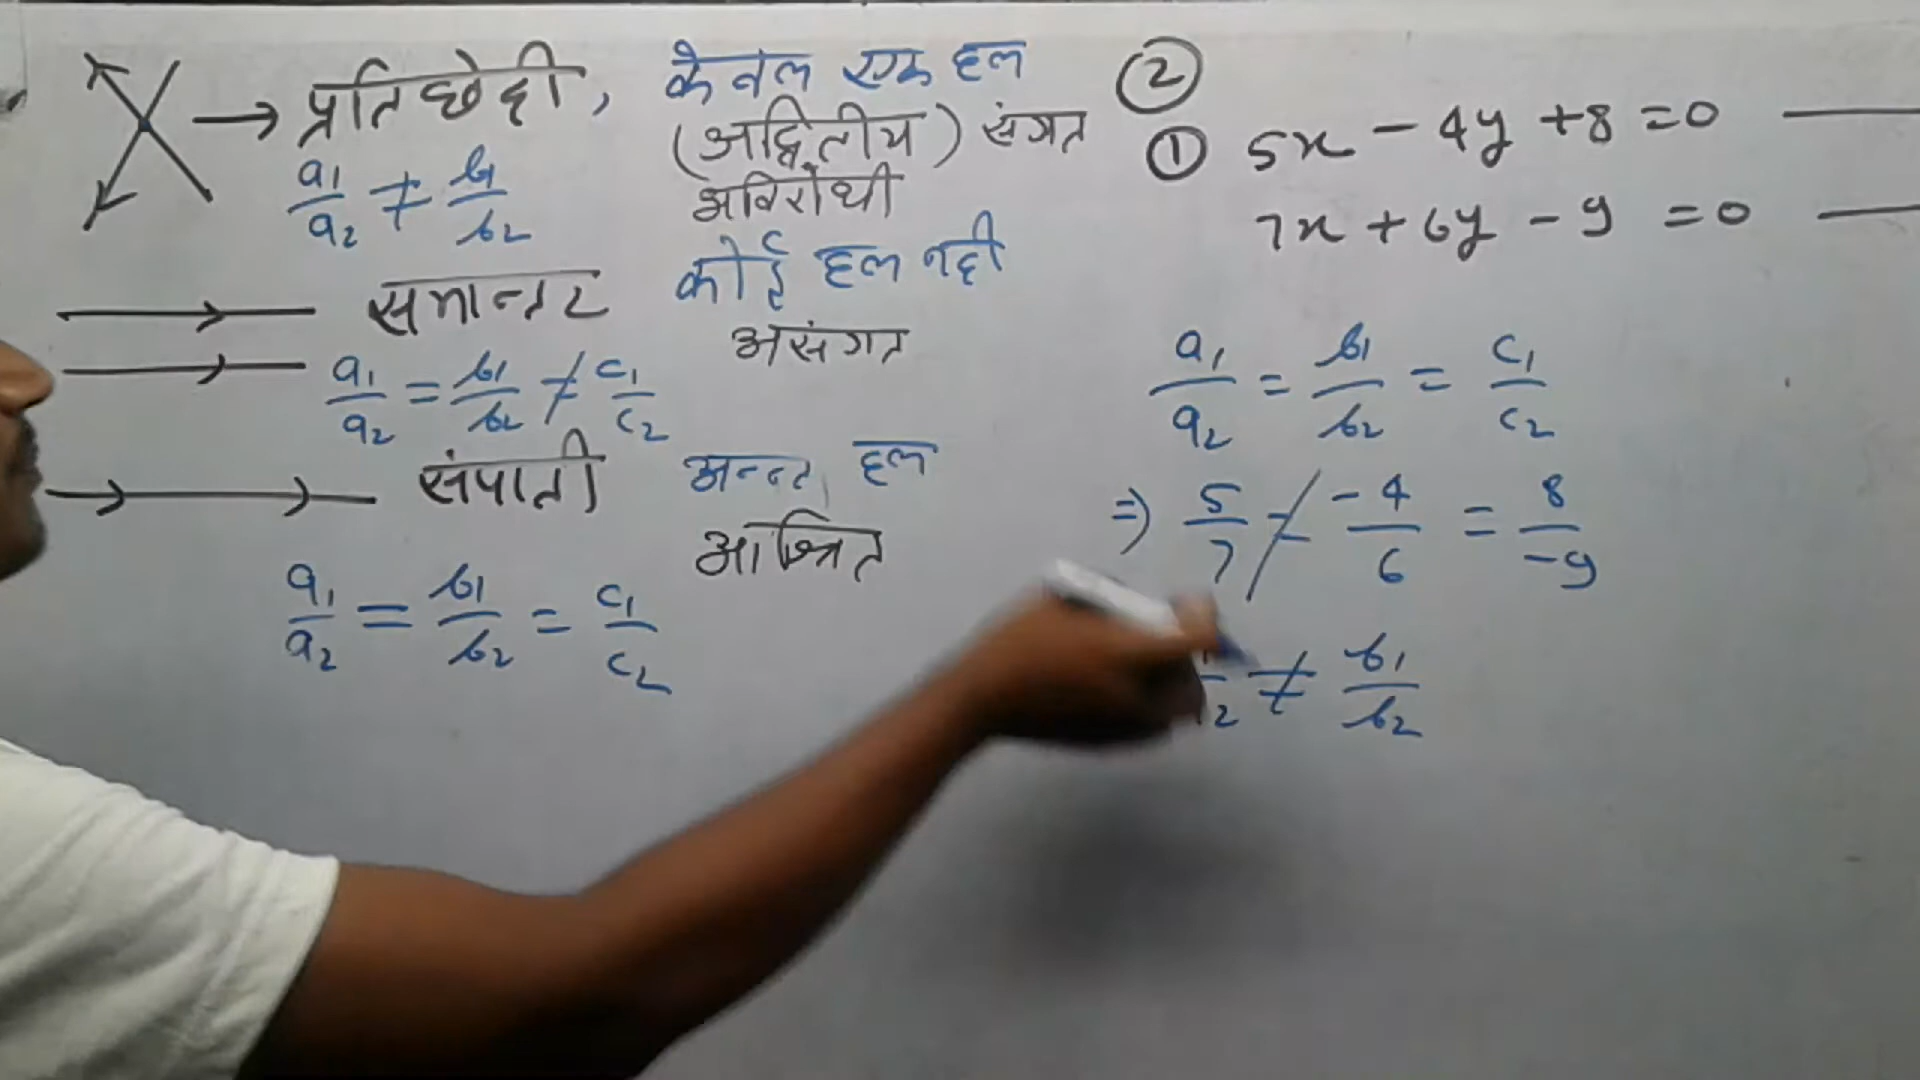 प्रतिछेदी, केवल एक हल
(अद्वितीय) संगत
अविरोधी
a₁/a₂ ≠ b₁/b₂
समान्तर कोई हल नही
असंगत
a₁/a₂ = b₁/b₂ ≠ c₁/c₂
संपाती अनन्त हल
आश्रित
a₁/a₂ = b₁/b₂ = c₁/c₂
②
① 5x - 4y + 8 = 0
7x + 6y - 9 = 0
a₁/a₂ = b₁/b₂ = c₁/c₂
⇒ 5/7 ≠ -4/6 = 8/-9
≠ b₁/b₂